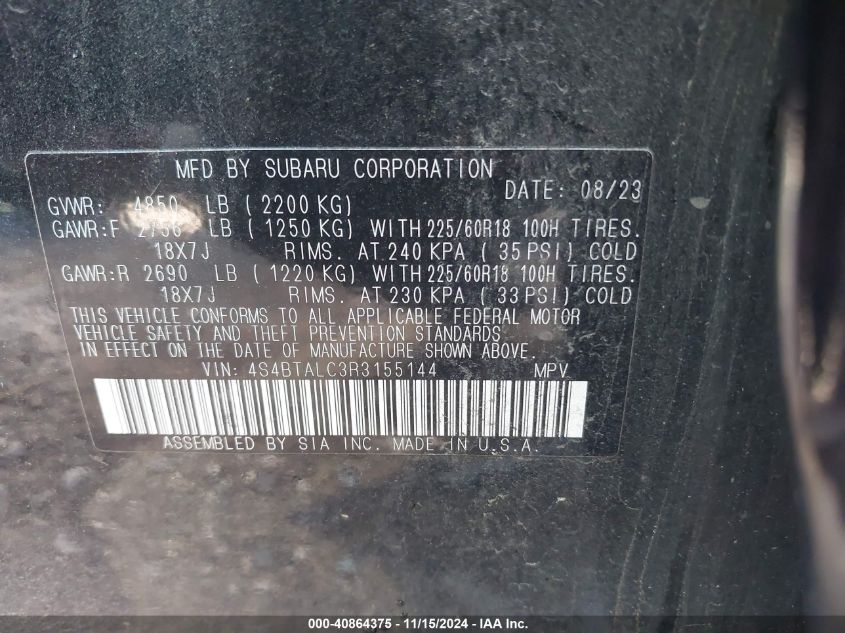 MFD BY SUBARU CORPORATION
DATE: 08/23
GVWR: 4850 LB (2200 KG)
GAWR:F 2756 LB (1250 KG) WITH 225/60R18 100H TIRES.
18X7J RIMS. AT 240 KPA (35 PSI) COLD
GAWR:R 2690 LB (1220 KG) WITH 225/60R18 100H TIRES.
18X7J RIMS. AT 230 KPA (33 PSI) COLD
THIS VEHICLE CONFORMS TO ALL APPLICABLE FEDERAL MOTOR
VEHICLE SAFETY AND THEFT PREVENTION STANDARDS
IN EFFECT ON THE DATE OF MANUFACTURE SHOWN ABOVE.
VIN: 4S4BTALC3R3155144 MPV
ASSEMBLED BY SIA INC. MADE IN U.S.A.
000-40864375 - 11/15/2024 - IAA Inc.